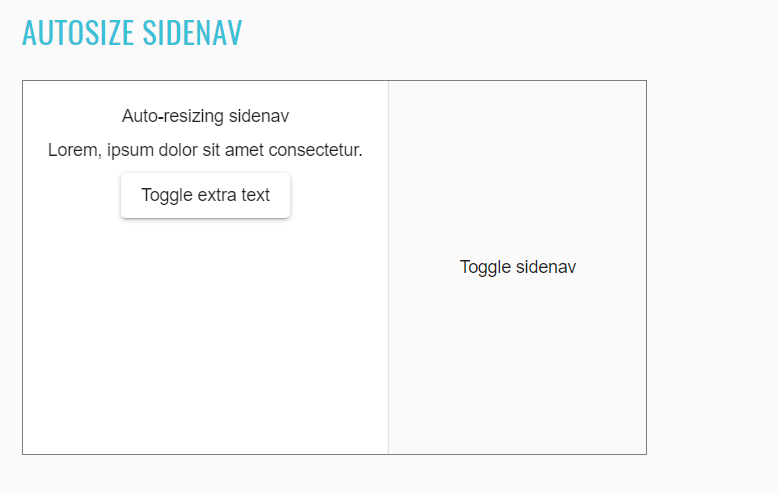 AUTOSIZE SIDENAV
Auto-resizing sidenav
Lorem, ipsum dolor sit amet consectetur.
Toggle extra text
Toggle sidenav